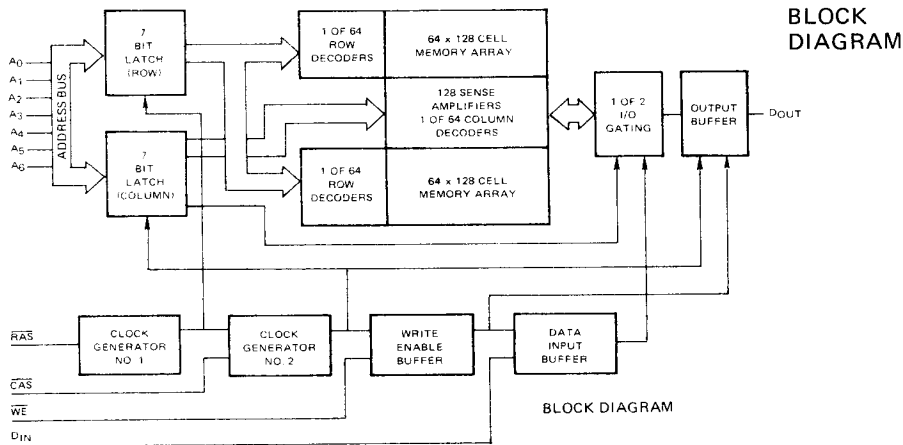 BLOCK
DIAGRAM
A0
A1
A2
A3
A4
A5
A6
ADDRESS BUS
7
BIT
LATCH
(ROW)
7
BIT
LATCH
(COLUMN)
1 OF 64
ROW
DECODERS
64 x 128 CELL
MEMORY ARRAY
128 SENSE
AMPLIFIERS
1 OF 64 COLUMN
DECODERS
1 OF 64
ROW
DECODERS
64 x 128 CELL
MEMORY ARRAY
1 OF 2
I/O
GATING
OUTPUT
BUFFER
DOUT
RAS
CLOCK
GENERATOR
NO. 1
CLOCK
GENERATOR
NO. 2
WRITE
ENABLE
BUFFER
DATA
INPUT
BUFFER
CAS
WE
DIN
BLOCK DIAGRAM